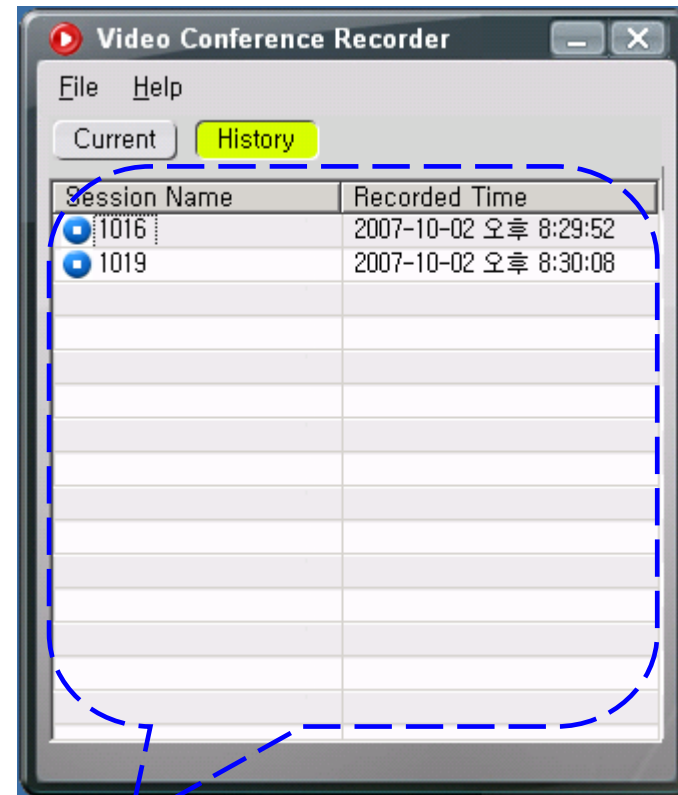 Video Conference Recorder
File Help
Current History
Session Name Recorded Time
1016 2007-10-02 오후 8:29:52
1019 2007-10-02 오후 8:30:08